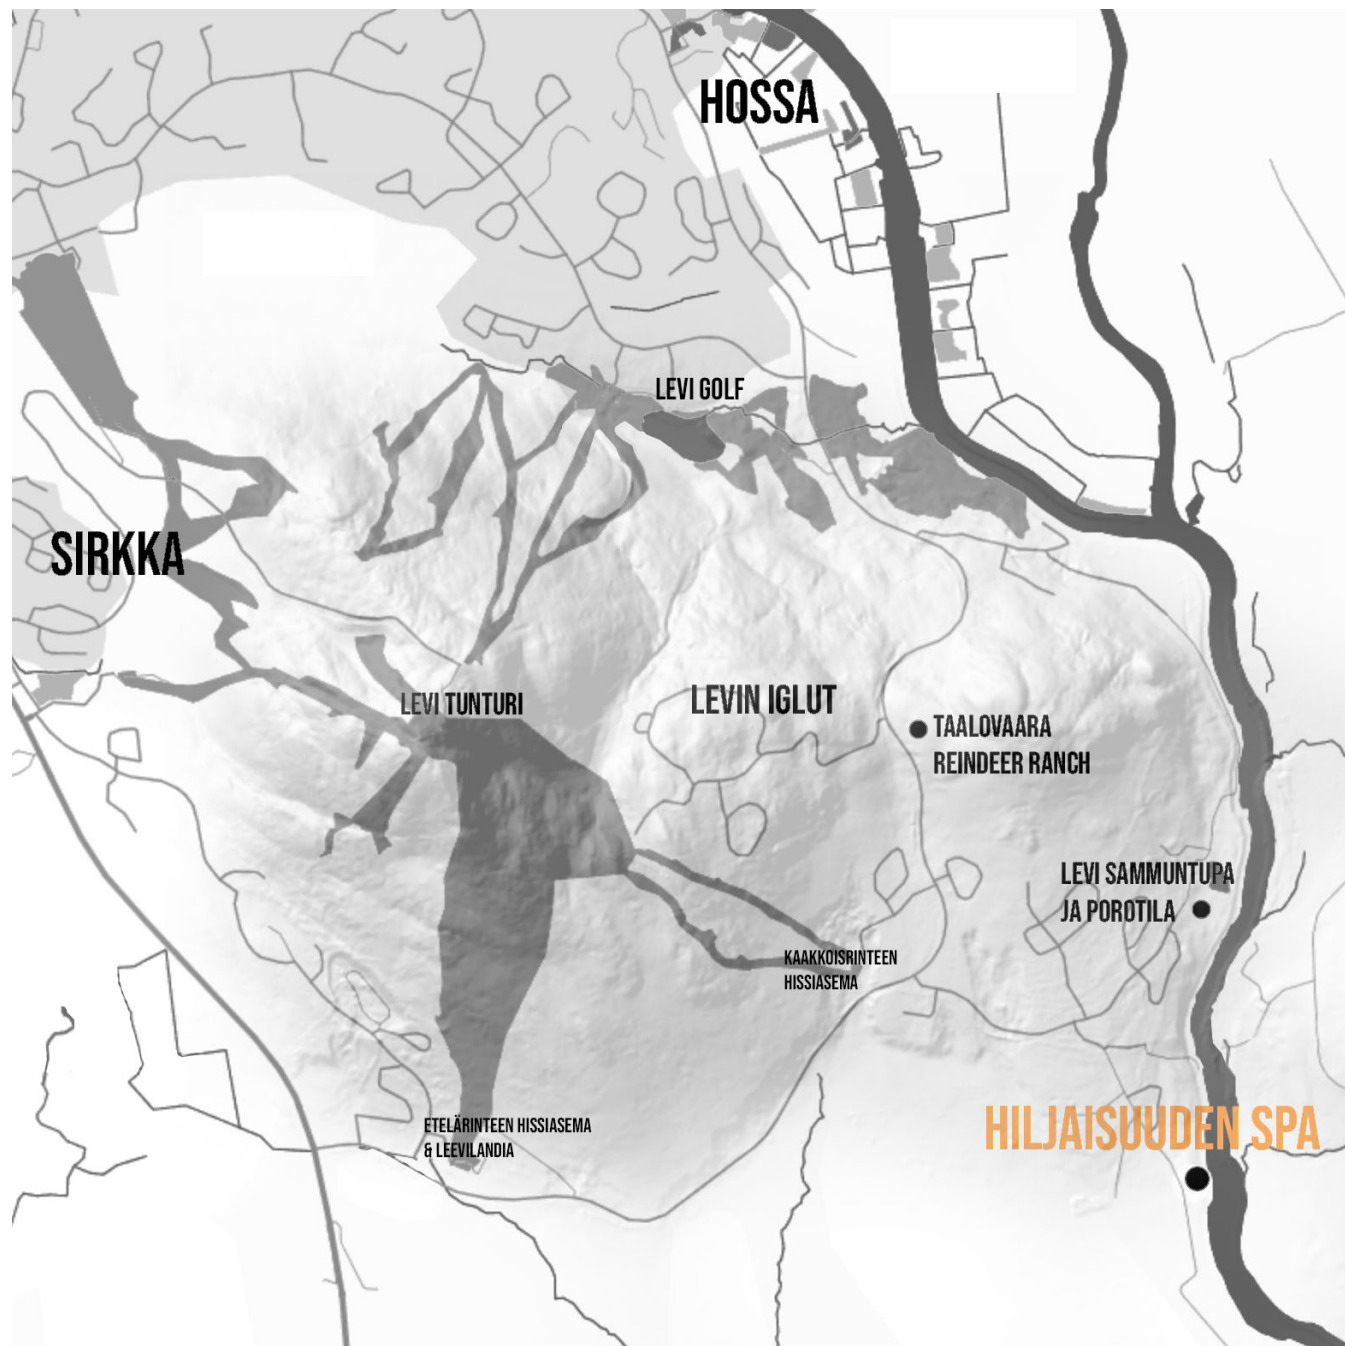 HOSSA
LEVI GOLF
SIRKKA
LEVI TUNTURI
LEVIN IGLUT
TAALOVAARA
REINDEER RANCH
LEVI SAMMUNTUPA
JA POROTILA
KAAKKOISRINTEEN
HISSIASEMA
ETELÄRINTEEN HISSIASEMA
& LEEVILANDIA
HILJAISUUDEN SPA